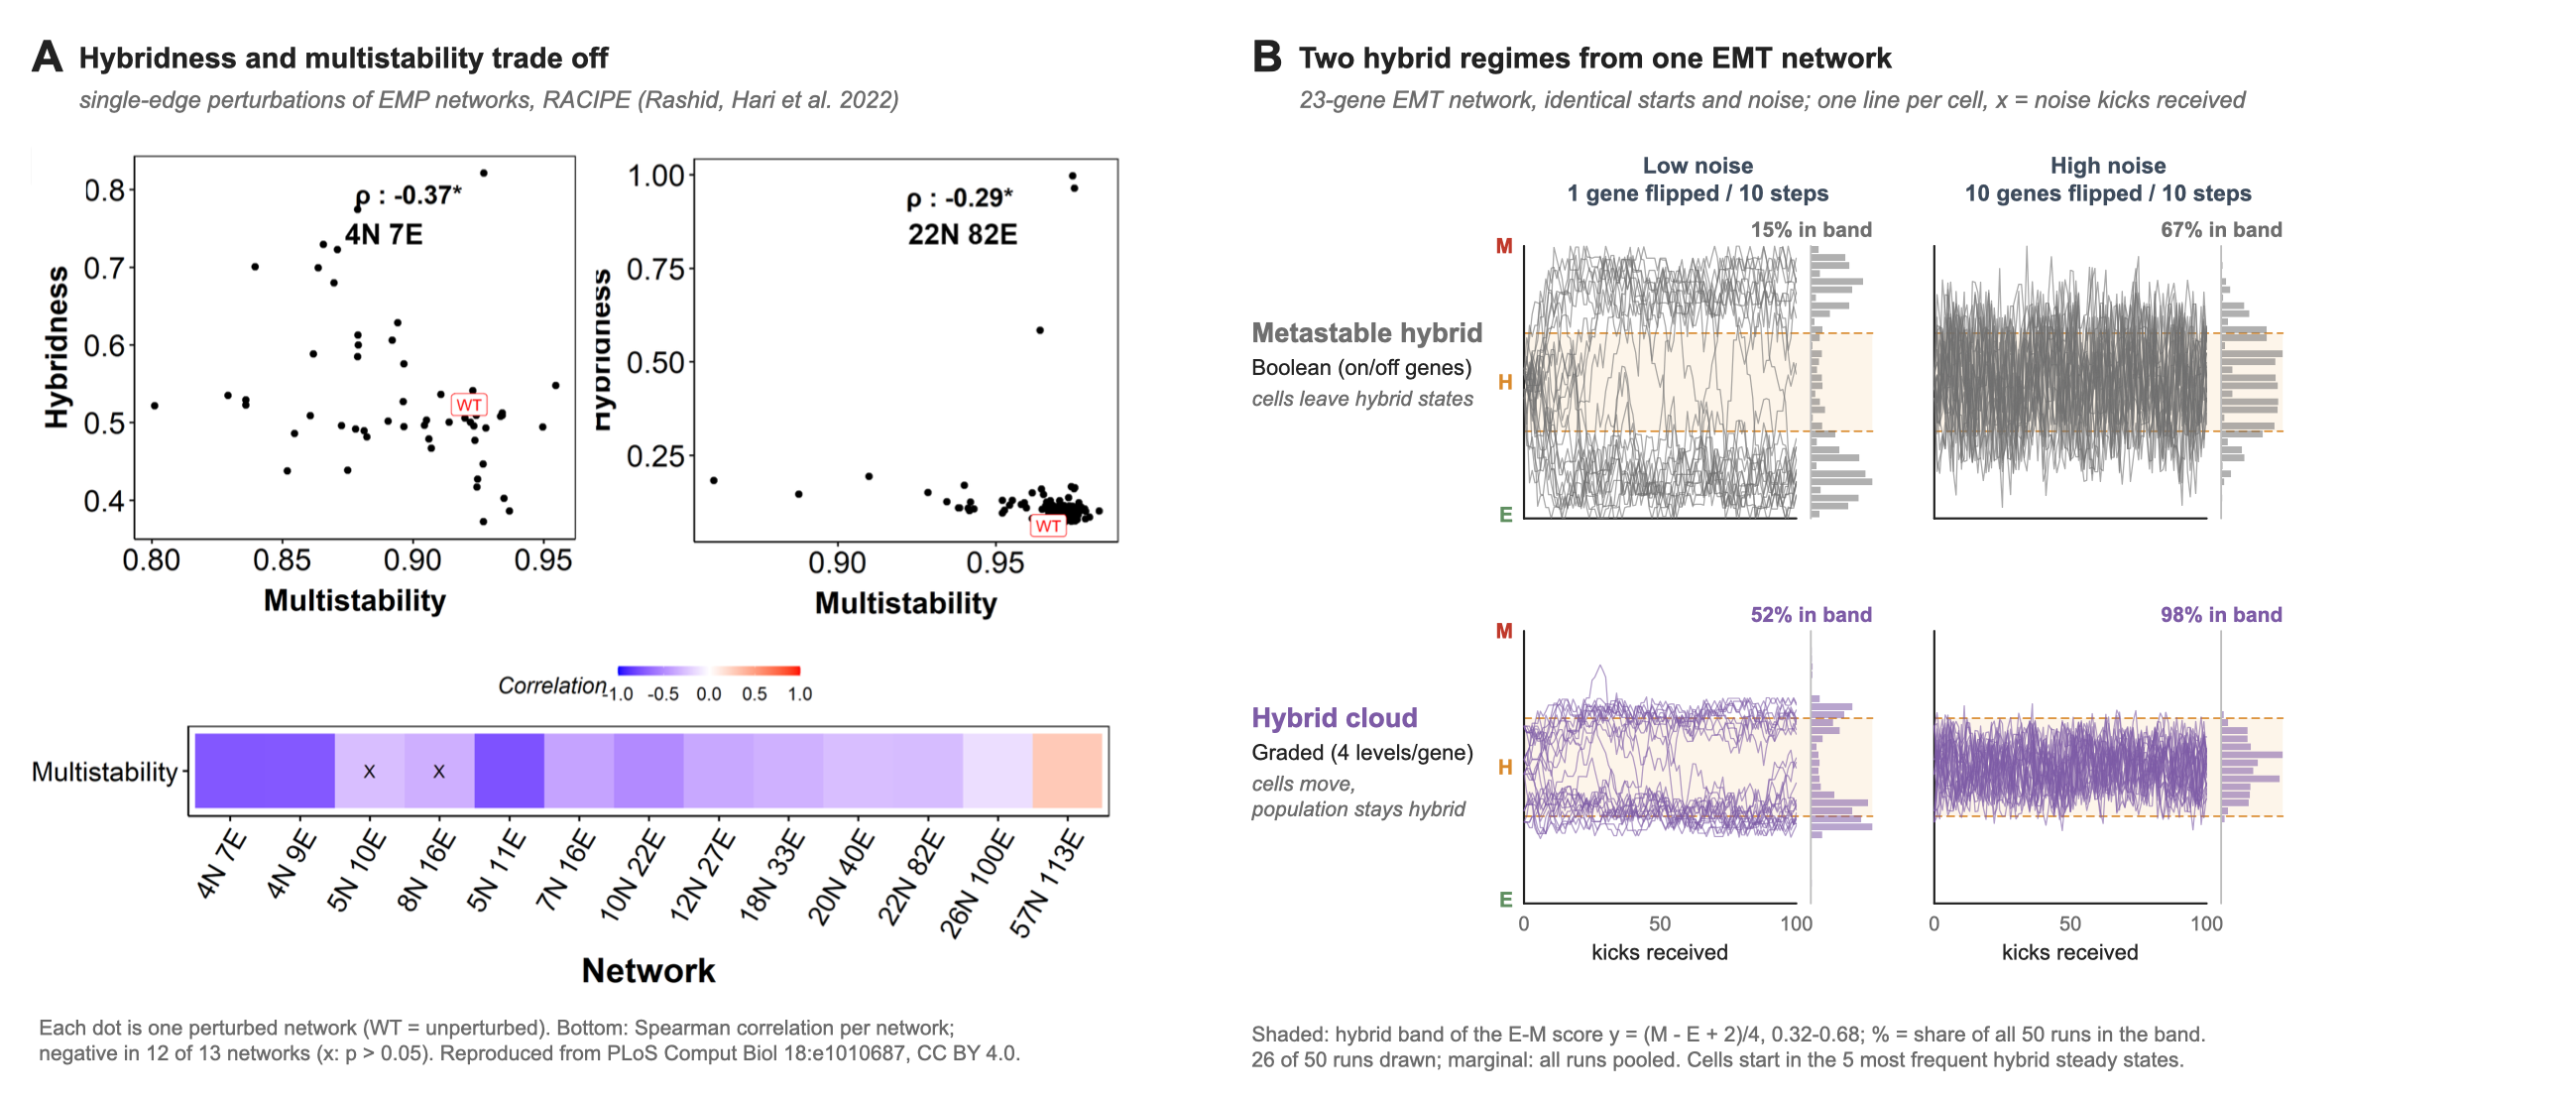 A Hybridness and multistability trade off
single-edge perturbations of EMP networks, RACIPE (Rashid, Hari et al. 2022)
0.8
0.7
0.6
0.5
0.4
Hybridness
ρ : -0.37*
4N 7E
WT
0.80 0.85 0.90 0.95
Multistability
1.00
0.75
0.50
0.25
Hybridness
ρ : -0.29*
22N 82E
WT
0.90 0.95
Multistability
Correlation
-1.0 -0.5 0.0 0.5 1.0
Multistability
x x
4N 7E
4N 9E
5N 10E
8N 16E
5N 11E
7N 16E
10N 22E
12N 27E
18N 33E
20N 40E
22N 82E
26N 100E
57N 113E
Network
Each dot is one perturbed network (WT = unperturbed). Bottom: Spearman correlation per network;
negative in 12 of 13 networks (x: p > 0.05). Reproduced from PLoS Comput Biol 18:e1010687, CC BY 4.0.
B Two hybrid regimes from one EMT network
23-gene EMT network, identical starts and noise; one line per cell, x = noise kicks received
Low noise
1 gene flipped / 10 steps
High noise
10 genes flipped / 10 steps
15% in band
67% in band
Metastable hybrid
Boolean (on/off genes)
cells leave hybrid states
M
H
E
52% in band
98% in band
Hybrid cloud
Graded (4 levels/gene)
cells move,
population stays hybrid
M
H
E
0 50 100
kicks received
0 50 100
kicks received
Shaded: hybrid band of the E-M score y = (M - E + 2)/4, 0.32-0.68; % = share of all 50 runs in the band.
26 of 50 runs drawn; marginal: all runs pooled. Cells start in the 5 most frequent hybrid steady states.